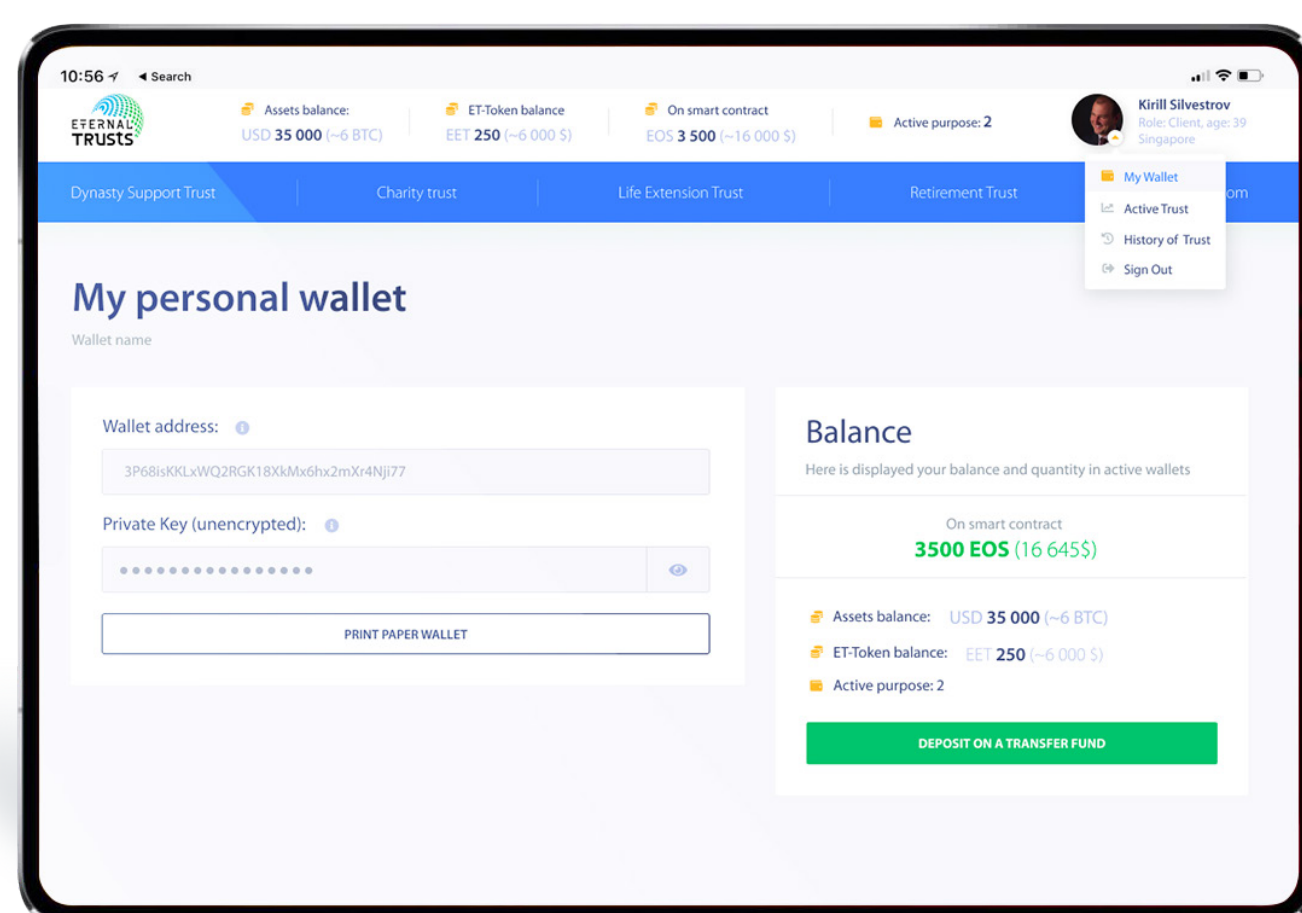 10:56 ◀ Search
ETERNAL
TRUSTS
Assets balance:
USD 35 000 (~6 BTC)
ET-Token balance
EET 250 (~6 000 $)
On smart contract
EOS 3 500 (~16 000 $)
Active purpose: 2
Kirill Silvestrov
Role: Client, age: 39
Singapore
Dynasty Support Trust
Charity trust
Life Extension Trust
Retirement Trust
om
My Wallet
Active Trust
History of Trust
Sign Out
My personal wallet
Wallet name
Wallet address:
3P68isKKLxWQ2RGK18XkMx6hx2mXr4Nji77
Private Key (unencrypted):
PRINT PAPER WALLET
Balance
Here is displayed your balance and quantity in active wallets
On smart contract
3500 EOS (16 645$)
Assets balance: USD 35 000 (~6 BTC)
ET-Token balance: EET 250 (~6 000 $)
Active purpose: 2
DEPOSIT ON A TRANSFER FUND